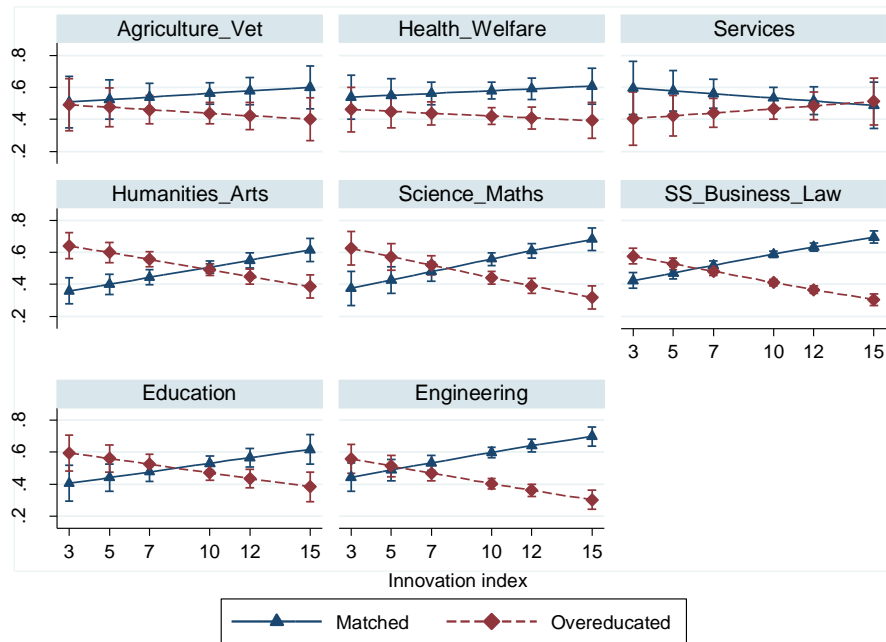 Agriculture_Vet
Health_Welfare
Services
.8
.6
.4
.2
Humanities_Arts
Science_Maths
SS_Business_Law
.8
.6
.4
.2
3 5 7 10 12 15
Education
Engineering
.8
.6
.4
.2
3 5 7 10 12 15
3 5 7 10 12 15
Innovation index
Matched
Overeducated